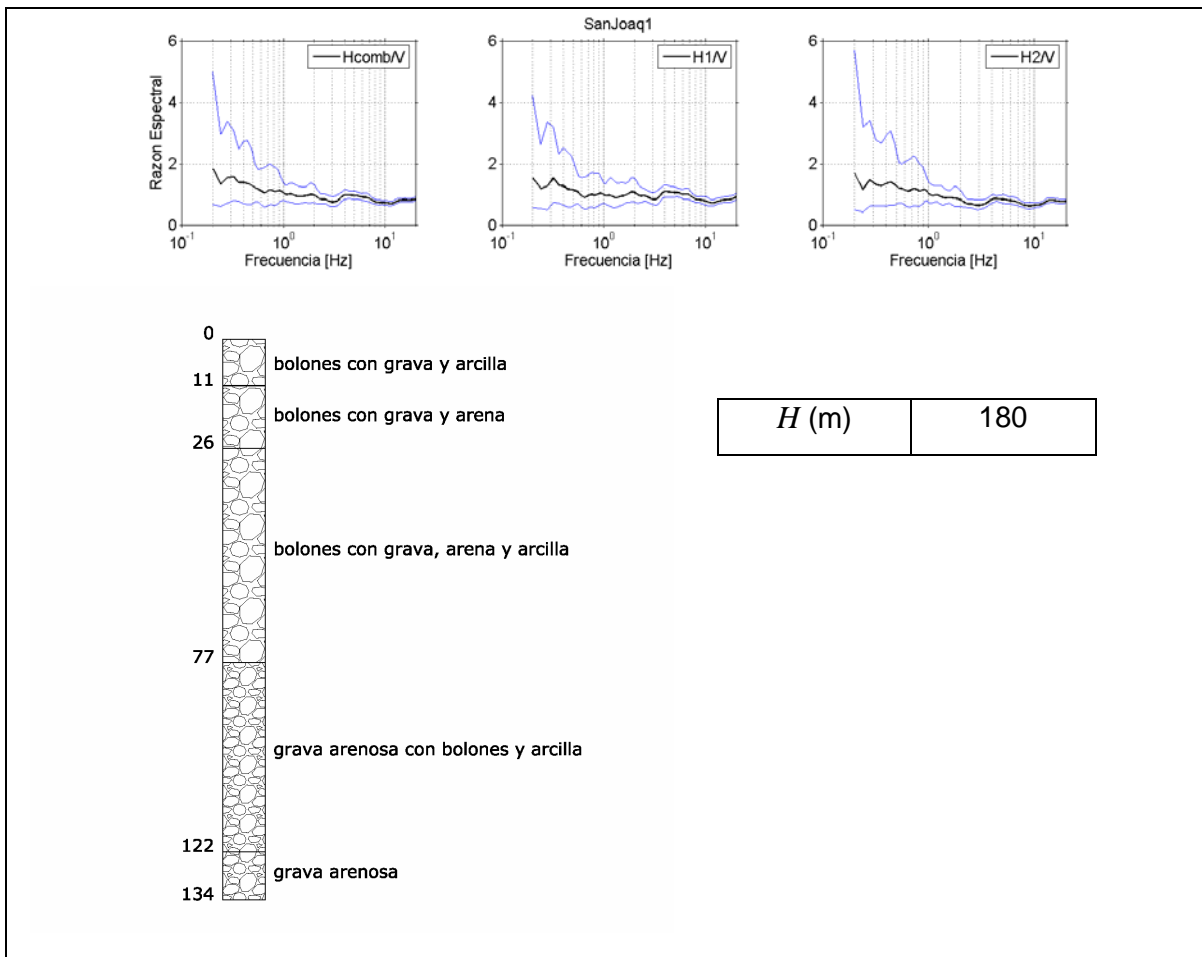 SanJoaq1
6
4
2
0
Razon Espectral
Hcomb/V
10-1
100
101
Frecuencia [Hz]
6
4
2
0
H1/V
10-1
100
101
Frecuencia [Hz]
6
4
2
0
H2/V
10-1
100
101
Frecuencia [Hz]
0
bolones con grava y arcilla
11
bolones con grava y arena
26
H (m) 180
bolones con grava, arena y arcilla
77
grava arenosa con bolones y arcilla
122
grava arenosa
134